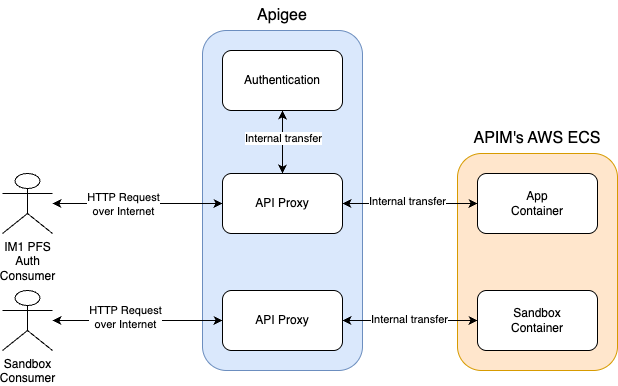 Apigee
Authentication
Internal transfer
APIM's AWS ECS
HTTP Request
over Internet
API Proxy
Internal transfer
App
Container
IM1 PFS
Auth
Consumer
HTTP Request
over Internet
API Proxy
Internal transfer
Sandbox
Container
Sandbox
Consumer